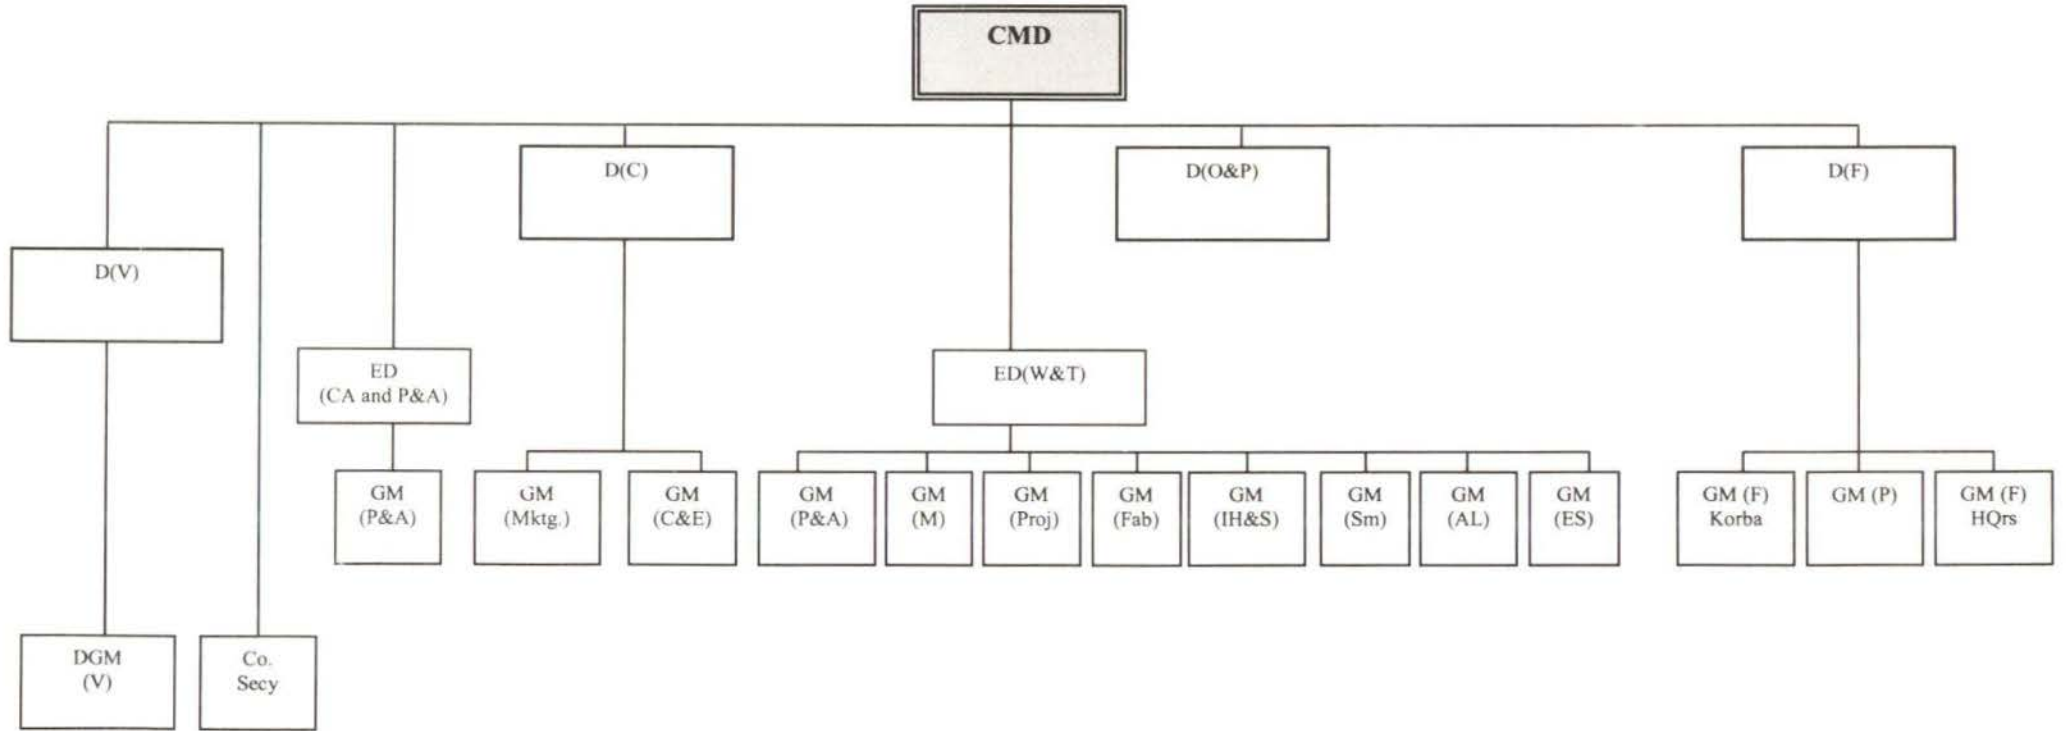 CMD
D(C)
D(O&P)
D(F)
D(V)
ED
(CA and P&A)
ED(W&T)
GM
(P&A)
GM
(Mktg.)
GM
(C&E)
GM
(P&A)
GM
(M)
GM
(Proj)
GM
(Fab)
GM
(IH&S)
GM
(Sm)
GM
(AL)
GM
(ES)
GM (F)
Korba
GM (P)
GM (F)
HQrs
DGM
(V)
Co.
Secy